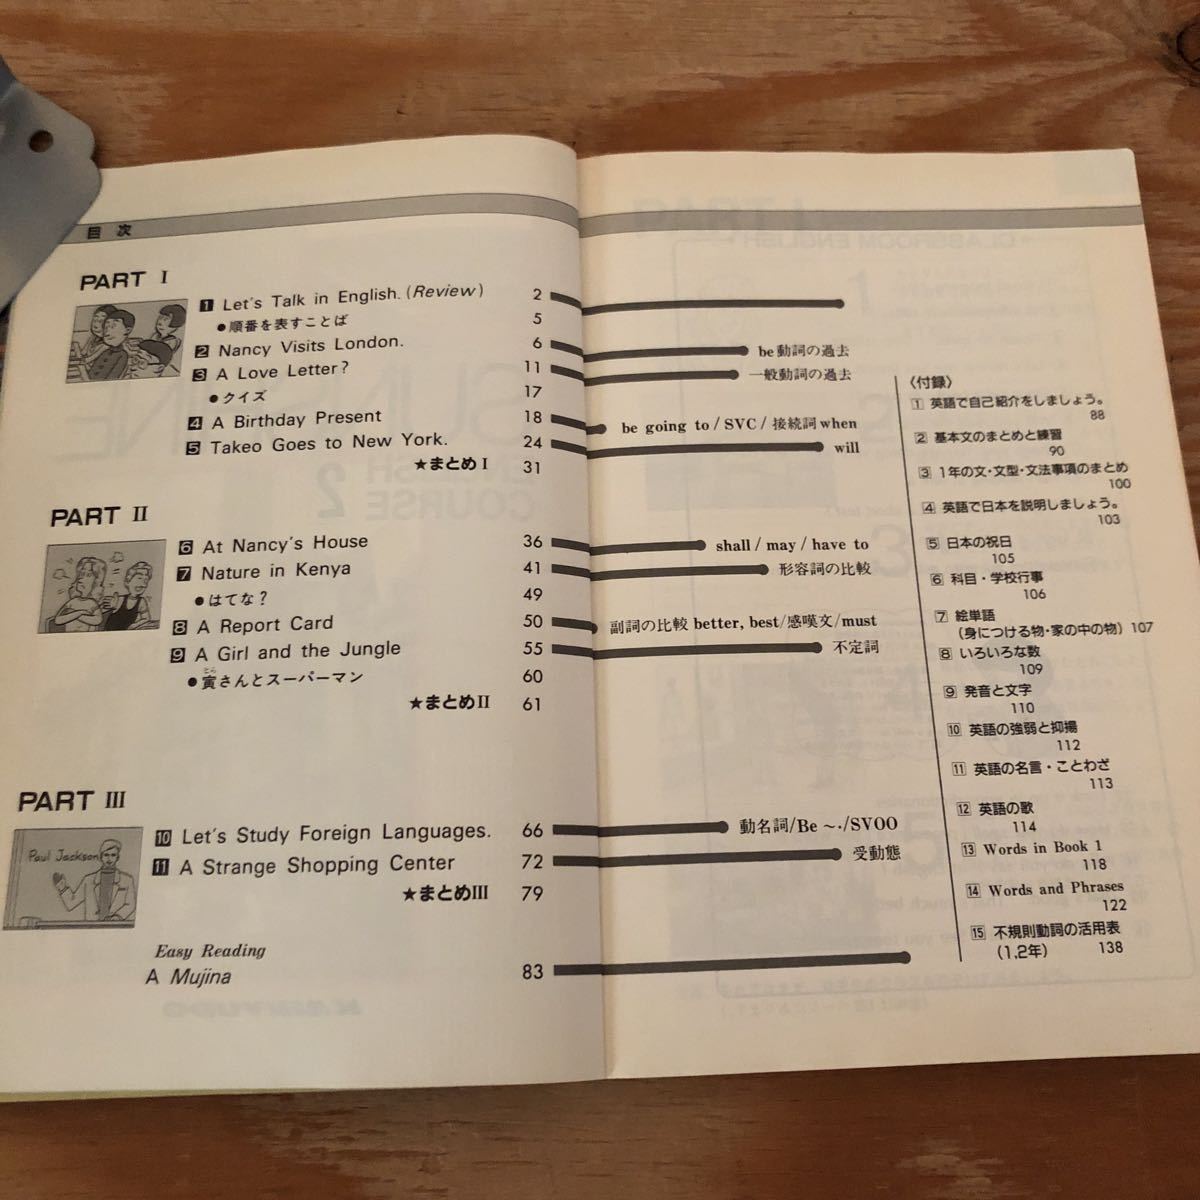 目次
PART I
1 Let's Talk in English. (Review) 2
●順番を表すことば 5
2 Nancy Visits London. 6 be動詞の過去
3 A Love Letter? 11 一般動詞の過去
●クイズ 17
4 A Birthday Present 18 be going to / SVC / 接続詞 when
5 Takeo Goes to New York. 24 will
★まとめ I 31
PART II
6 At Nancy's House 36 shall / may / have to
7 Nature in Kenya 41 形容詞の比較
●はてな? 49
8 A Report Card 50 副詞の比較 better, best/感嘆文/must
9 A Girl and the Jungle 55 不定詞
とら
●寅さんとスーパーマン 60
★まとめ II 61
PART III
Paul Jackson
10 Let's Study Foreign Languages. 66 動名詞/Be ~./SVOO
11 A Strange Shopping Center 72 受動態
★まとめ III 79
Easy Reading
A Mujina 83
〈付録〉
1 英語で自己紹介をしましょう。
88
2 基本文のまとめと練習
90
3 1年の文・文型・文法事項のまとめ
100
4 英語で日本を説明しましょう。
103
5 日本の祝日
105
6 科目・学校行事
106
7 絵単語
(身につける物・家の中の物) 107
8 いろいろな数
109
9 発音と文字
110
10 英語の強弱と抑揚
112
11 英語の名言・ことわざ
113
12 英語の歌
114
13 Words in Book 1
118
14 Words and Phrases
122
15 不規則動詞の活用表
(1,2年) 138